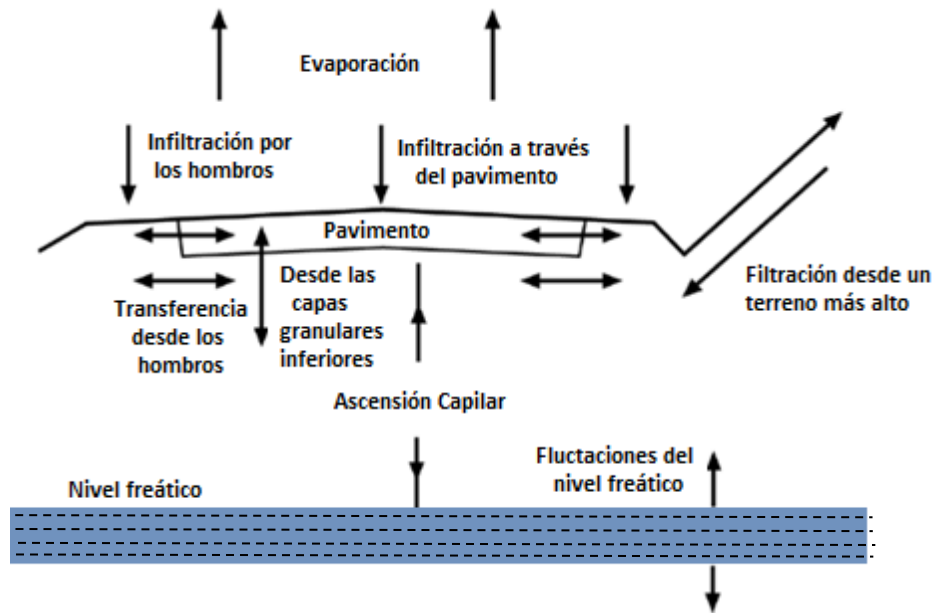 Evaporación
Infiltración por
los hombros
Infiltración a través
del pavimento
Pavimento
Filtración desde un
terreno más alto
Transferencia
desde los
hombros
Desde las
capas
granulares
inferiores
Ascensión Capilar
Fluctaciones del
nivel freático
Nivel freático